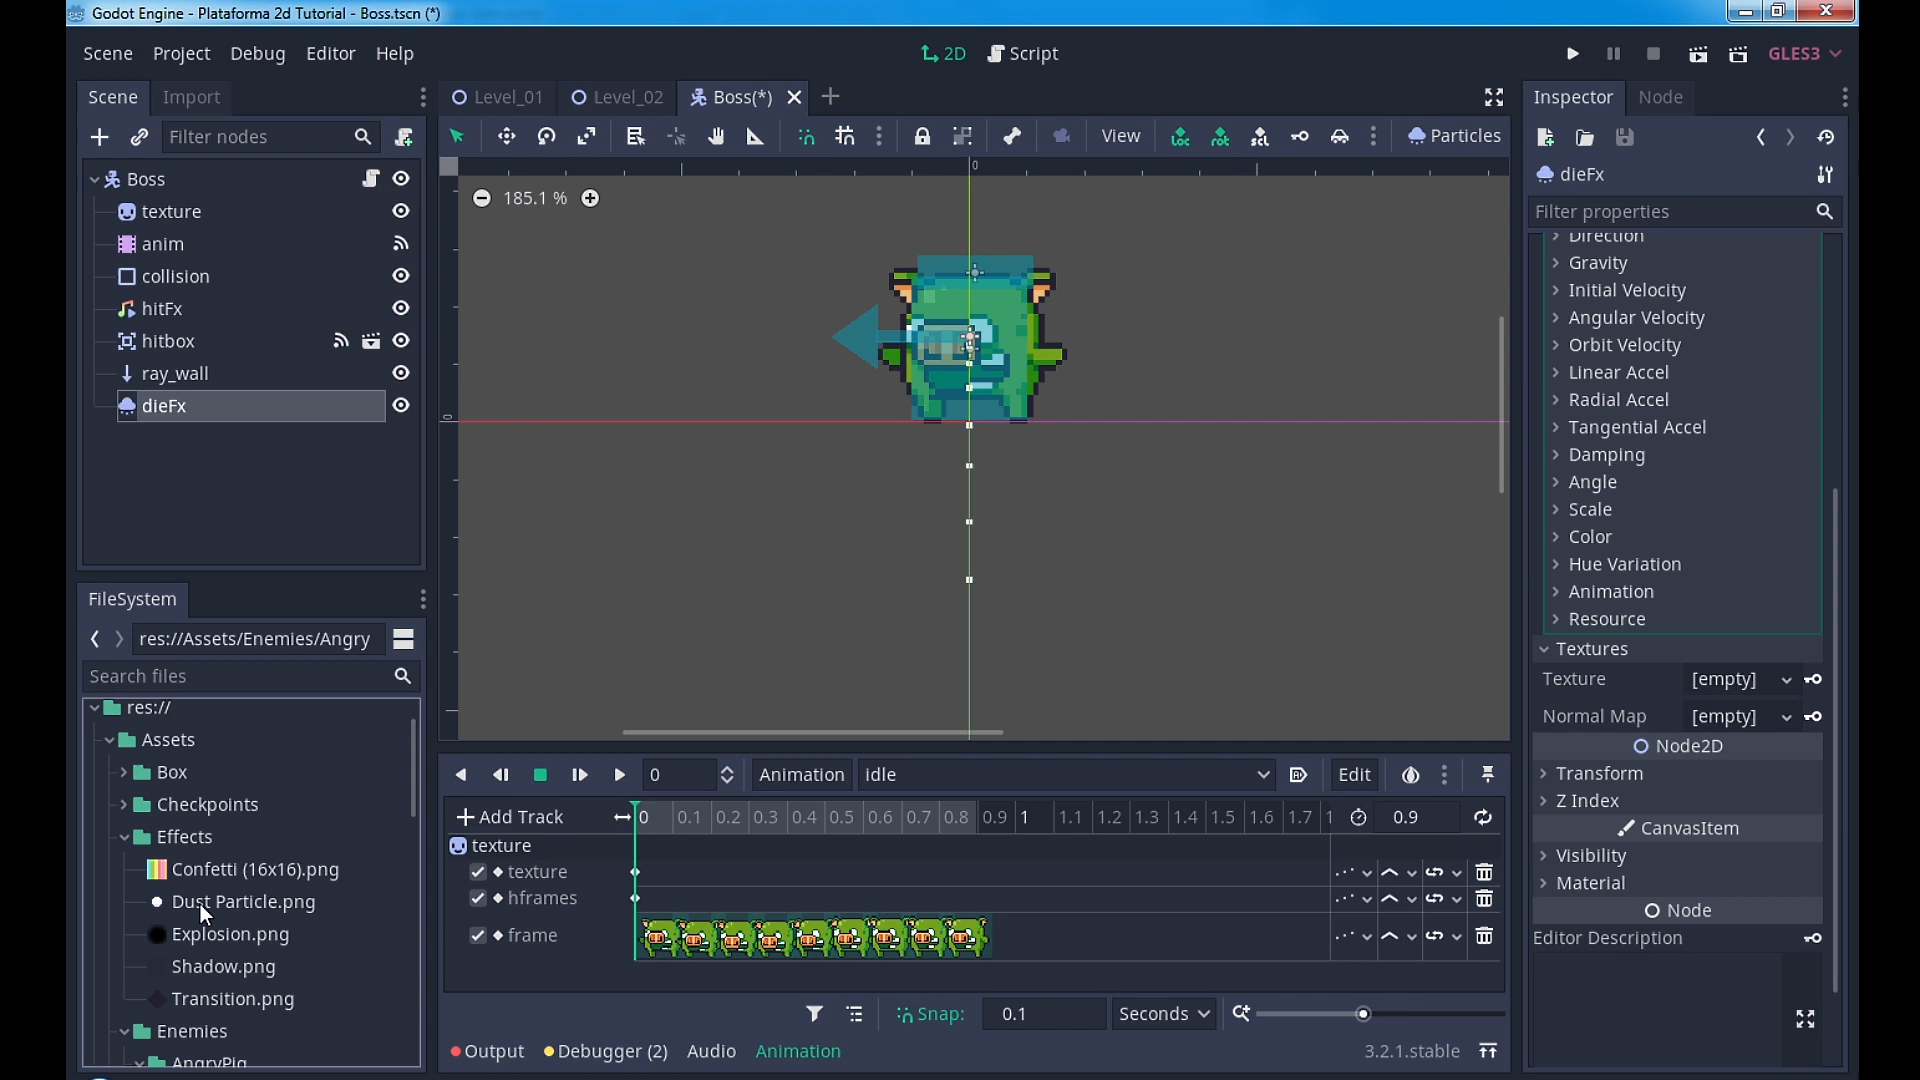 Godot Engine - Plataforma 2d Tutorial - Boss.tscn (*)
Scene Project Debug Editor Help
2D Script
GLES3
Scene Import
Level_01 Level_02 Boss(*)
Inspector Node
Filter nodes
View
Particles
Boss
texture
anim
collision
hitFx
hitbox
ray_wall
dieFx
185.1 %
0
0
dieFx
Filter properties
Direction
Gravity
Initial Velocity
Angular Velocity
Orbit Velocity
Linear Accel
Radial Accel
Tangential Accel
Damping
Angle
Scale
Color
Hue Variation
Animation
Resource
Textures
Texture [empty]
Normal Map [empty]
Node2D
Transform
Z Index
CanvasItem
Visibility
Material
Node
Editor Description
FileSystem
res://Assets/Enemies/Angry
Search files
res://
Assets
Box
Checkpoints
Effects
Confetti (16x16).png
Dust Particle.png
Explosion.png
Shadow.png
Transition.png
Enemies
AngryPig
0 Animation idle Edit
Add Track 0 0.1 0.2 0.3 0.4 0.5 0.6 0.7 0.8 0.9 1 1.1 1.2 1.3 1.4 1.5 1.6 1.7 1 0.9
texture
texture
hframes
frame
Snap: 0.1 Seconds
Output Debugger (2) Audio Animation 3.2.1.stable